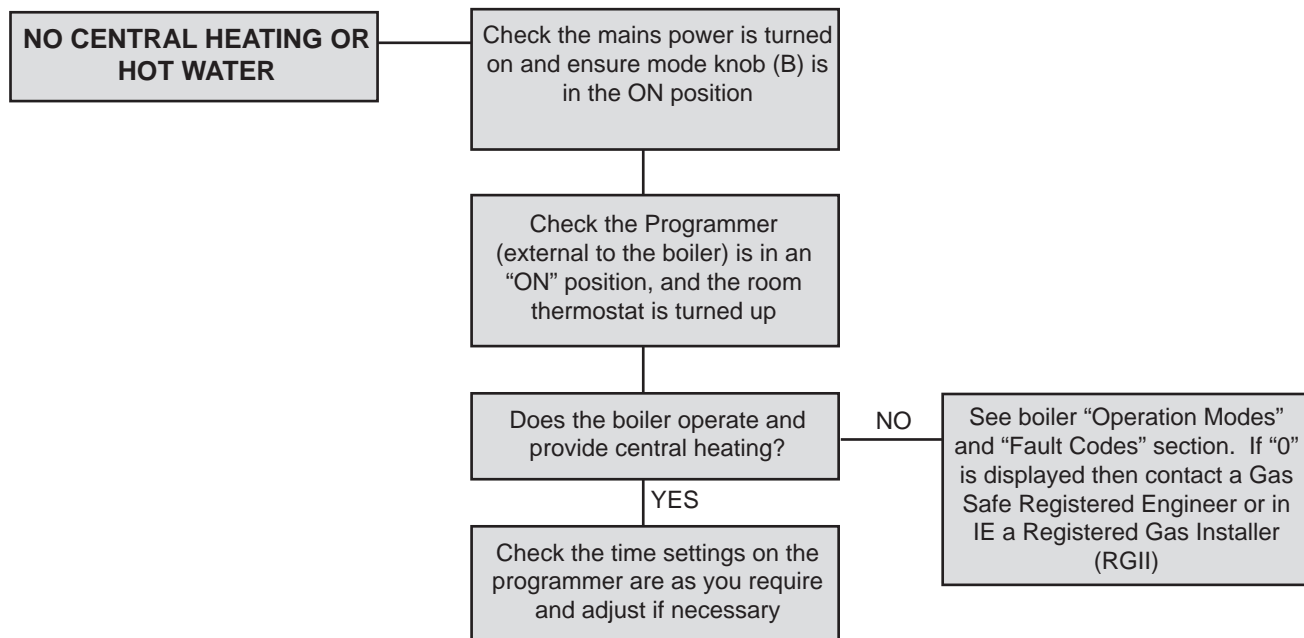 NO CENTRAL HEATING OR
HOT WATER
Check the mains power is turned
on and ensure mode knob (B) is
in the ON position
Check the Programmer
(external to the boiler) is in an
“ON” position, and the room
thermostat is turned up
Does the boiler operate and
provide central heating?
NO
See boiler “Operation Modes”
and “Fault Codes” section.  If “0”
is displayed then contact a Gas
Safe Registered Engineer or in
IE a Registered Gas Installer
(RGII)
YES
Check the time settings on the
programmer are as you require
and adjust if necessary